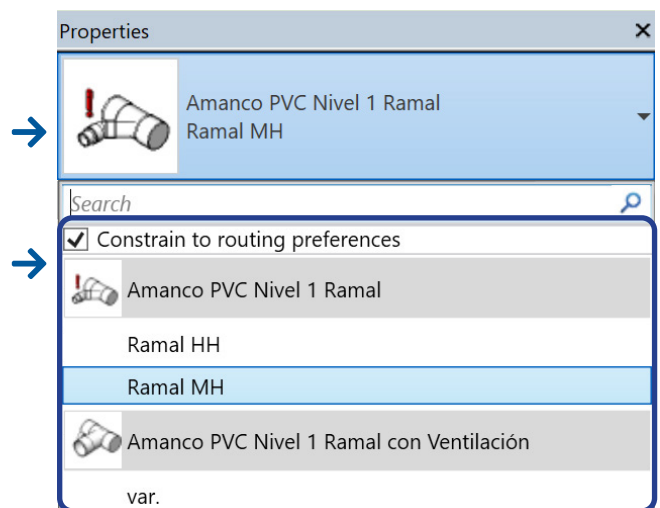 Properties
Amanco PVC Nivel 1 Ramal
Ramal MH
Search
Constrain to routing preferences
Amanco PVC Nivel 1 Ramal
Ramal HH
Ramal MH
Amanco PVC Nivel 1 Ramal con Ventilación
var.